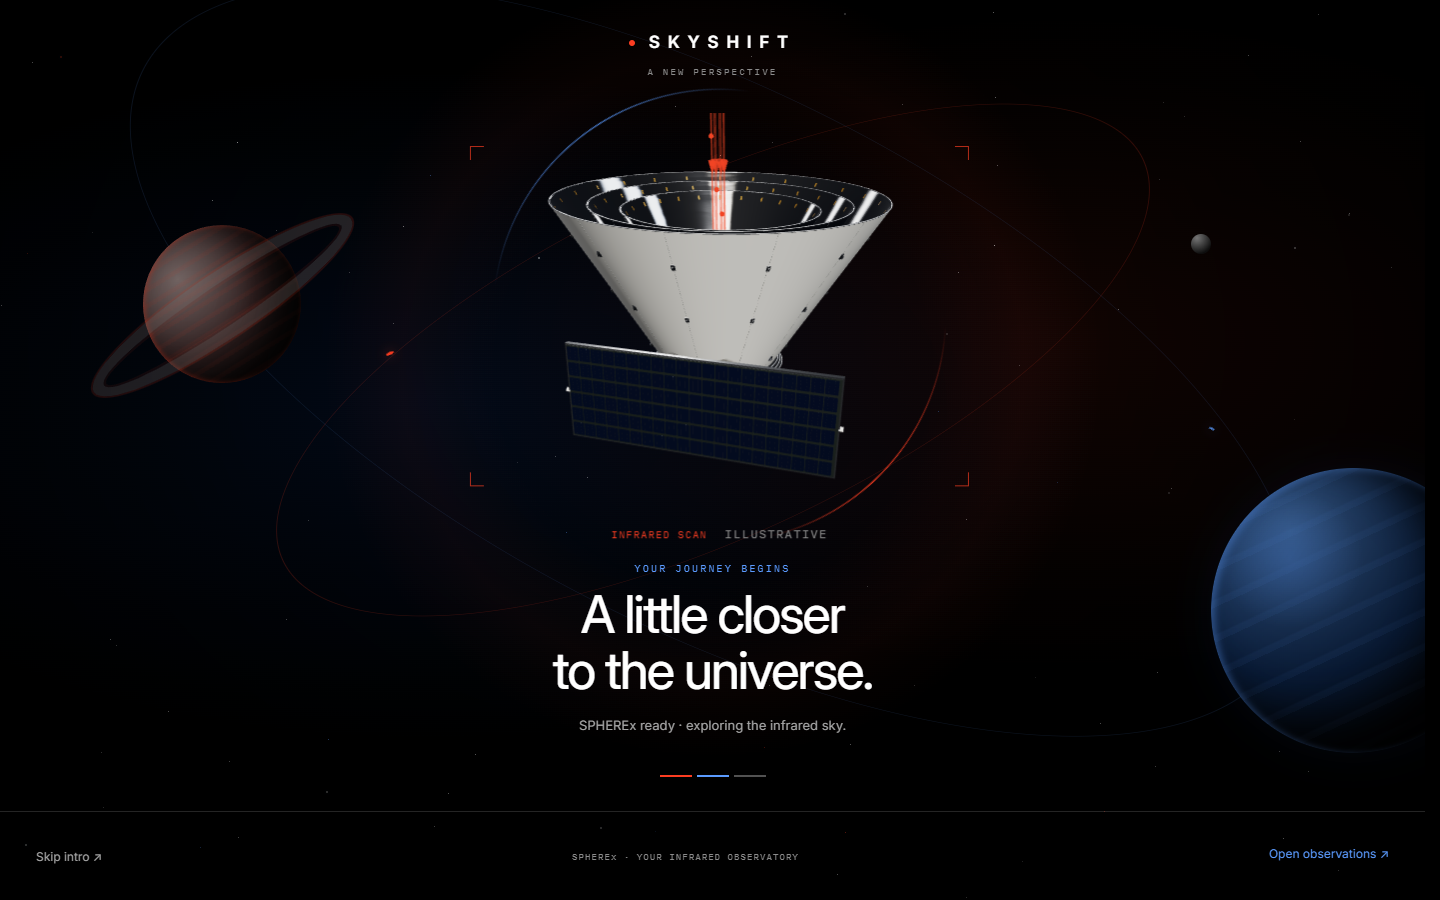 SKYSHIFT
A NEW PERSPECTIVE
INFRARED SCAN ILLUSTRATIVE
YOUR JOURNEY BEGINS
A little closer
to the universe.
SPHEREx ready · exploring the infrared sky.
Skip intro ↗
SPHEREx · YOUR INFRARED OBSERVATORY
Open observations ↗